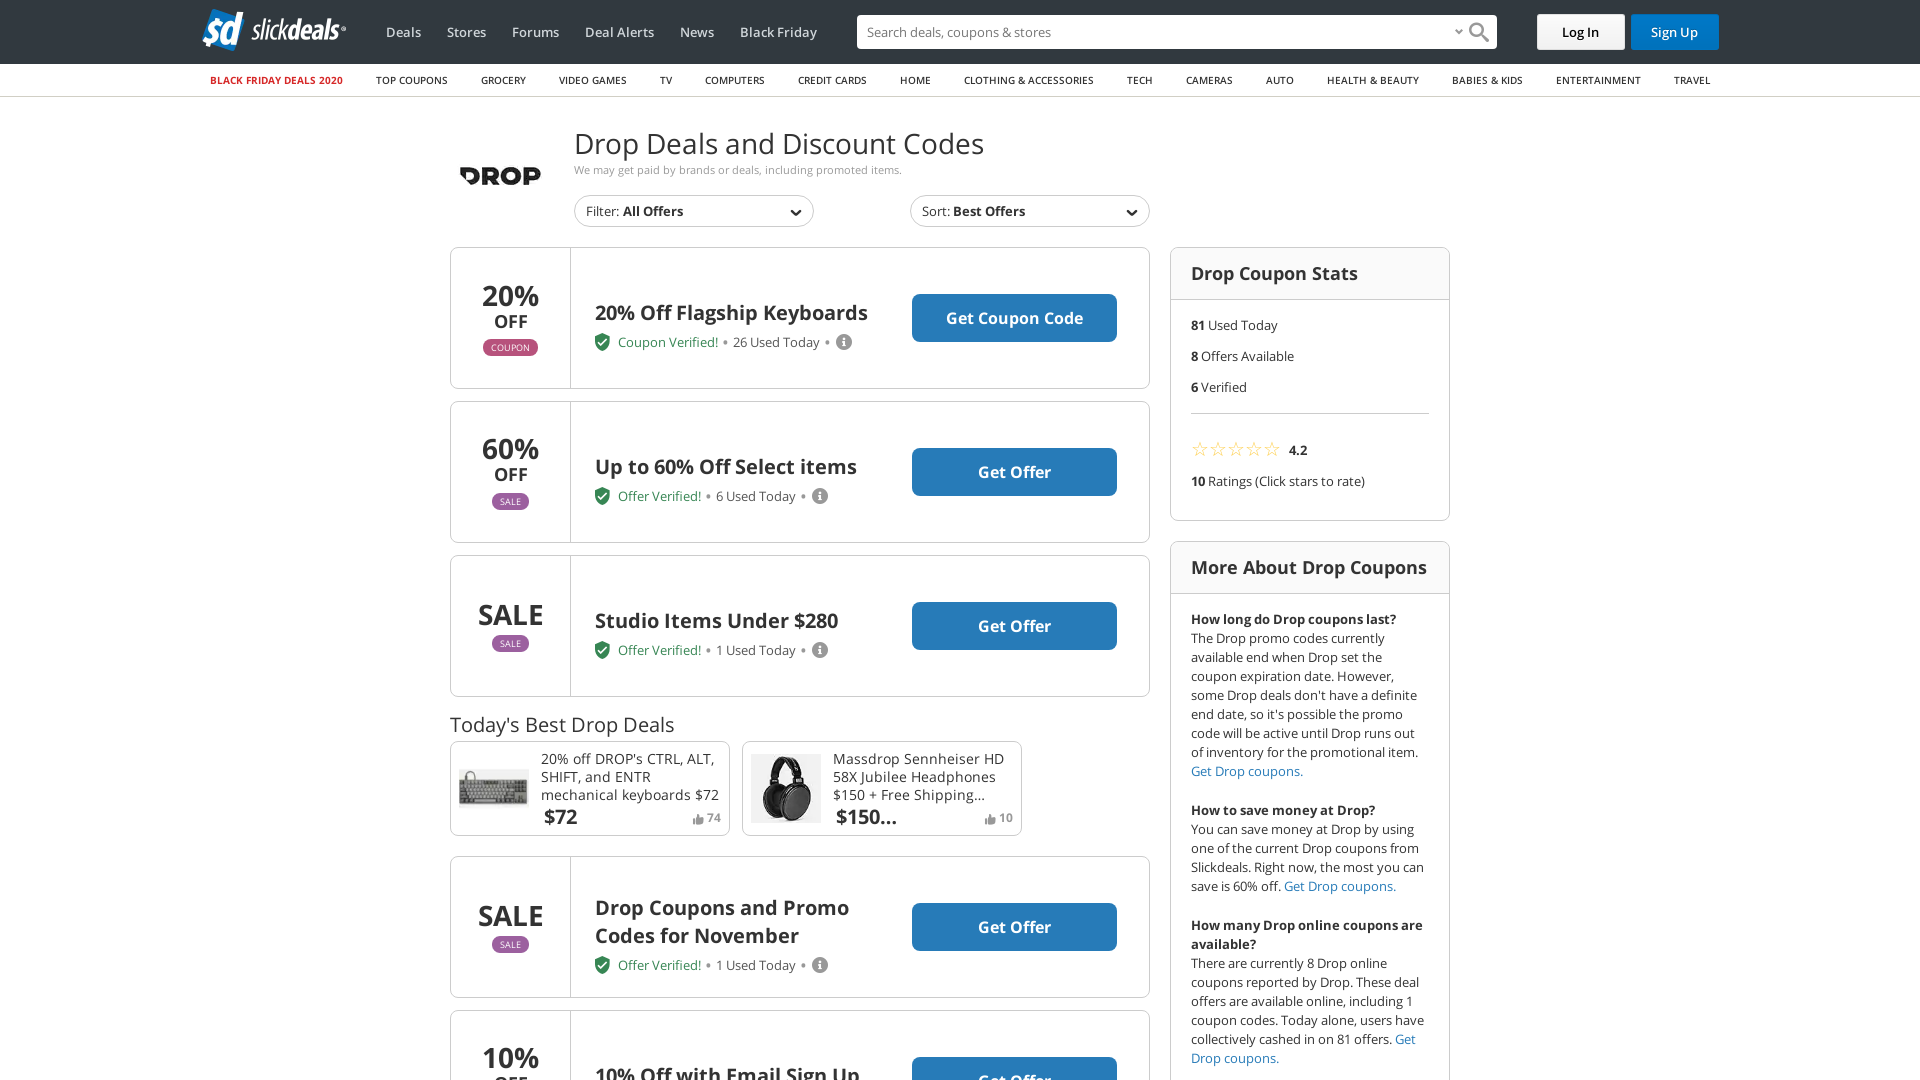 sd slickdeals
Deals
Stores
Forums
Deal Alerts
News
Black Friday
Search deals, coupons & stores
Log In
Sign Up
BLACK FRIDAY DEALS 2020
TOP COUPONS
GROCERY
VIDEO GAMES
TV
COMPUTERS
CREDIT CARDS
HOME
CLOTHING & ACCESSORIES
TECH
CAMERAS
AUTO
HEALTH & BEAUTY
BABIES & KIDS
ENTERTAINMENT
TRAVEL
DROP
Drop Deals and Discount Codes
We may get paid by brands or deals, including promoted items.
Filter: All Offers
Sort: Best Offers
20%
OFF
COUPON
20% Off Flagship Keyboards
Coupon Verified! • 26 Used Today •
Get Coupon Code
60%
OFF
SALE
Up to 60% Off Select items
Offer Verified! • 6 Used Today •
Get Offer
SALE
SALE
Studio Items Under $280
Offer Verified! • 1 Used Today •
Get Offer
Today's Best Drop Deals
20% off DROP's CTRL, ALT,
SHIFT, and ENTR
mechanical keyboards $72
$72
74
Massdrop Sennheiser HD
58X Jubilee Headphones
$150 + Free Shipping...
$150...
10
SALE
SALE
Drop Coupons and Promo
Codes for November
Offer Verified! • 1 Used Today •
Get Offer
10%
OFF
10% Off with Email Sign Up
Get Offer
Drop Coupon Stats
81 Used Today
8 Offers Available
6 Verified
☆☆☆☆☆ 4.2
10 Ratings (Click stars to rate)
More About Drop Coupons
How long do Drop coupons last?
The Drop promo codes currently
available end when Drop set the
coupon expiration date. However,
some Drop deals don't have a definite
end date, so it's possible the promo
code will be active until Drop runs out
of inventory for the promotional item.
Get Drop coupons.
How to save money at Drop?
You can save money at Drop by using
one of the current Drop coupons from
Slickdeals. Right now, the most you can
save is 60% off. Get Drop coupons.
How many Drop online coupons are
available?
There are currently 8 Drop online
coupons reported by Drop. These deal
offers are available online, including 1
coupon codes. Today alone, users have
collectively cashed in on 81 offers. Get
Drop coupons.